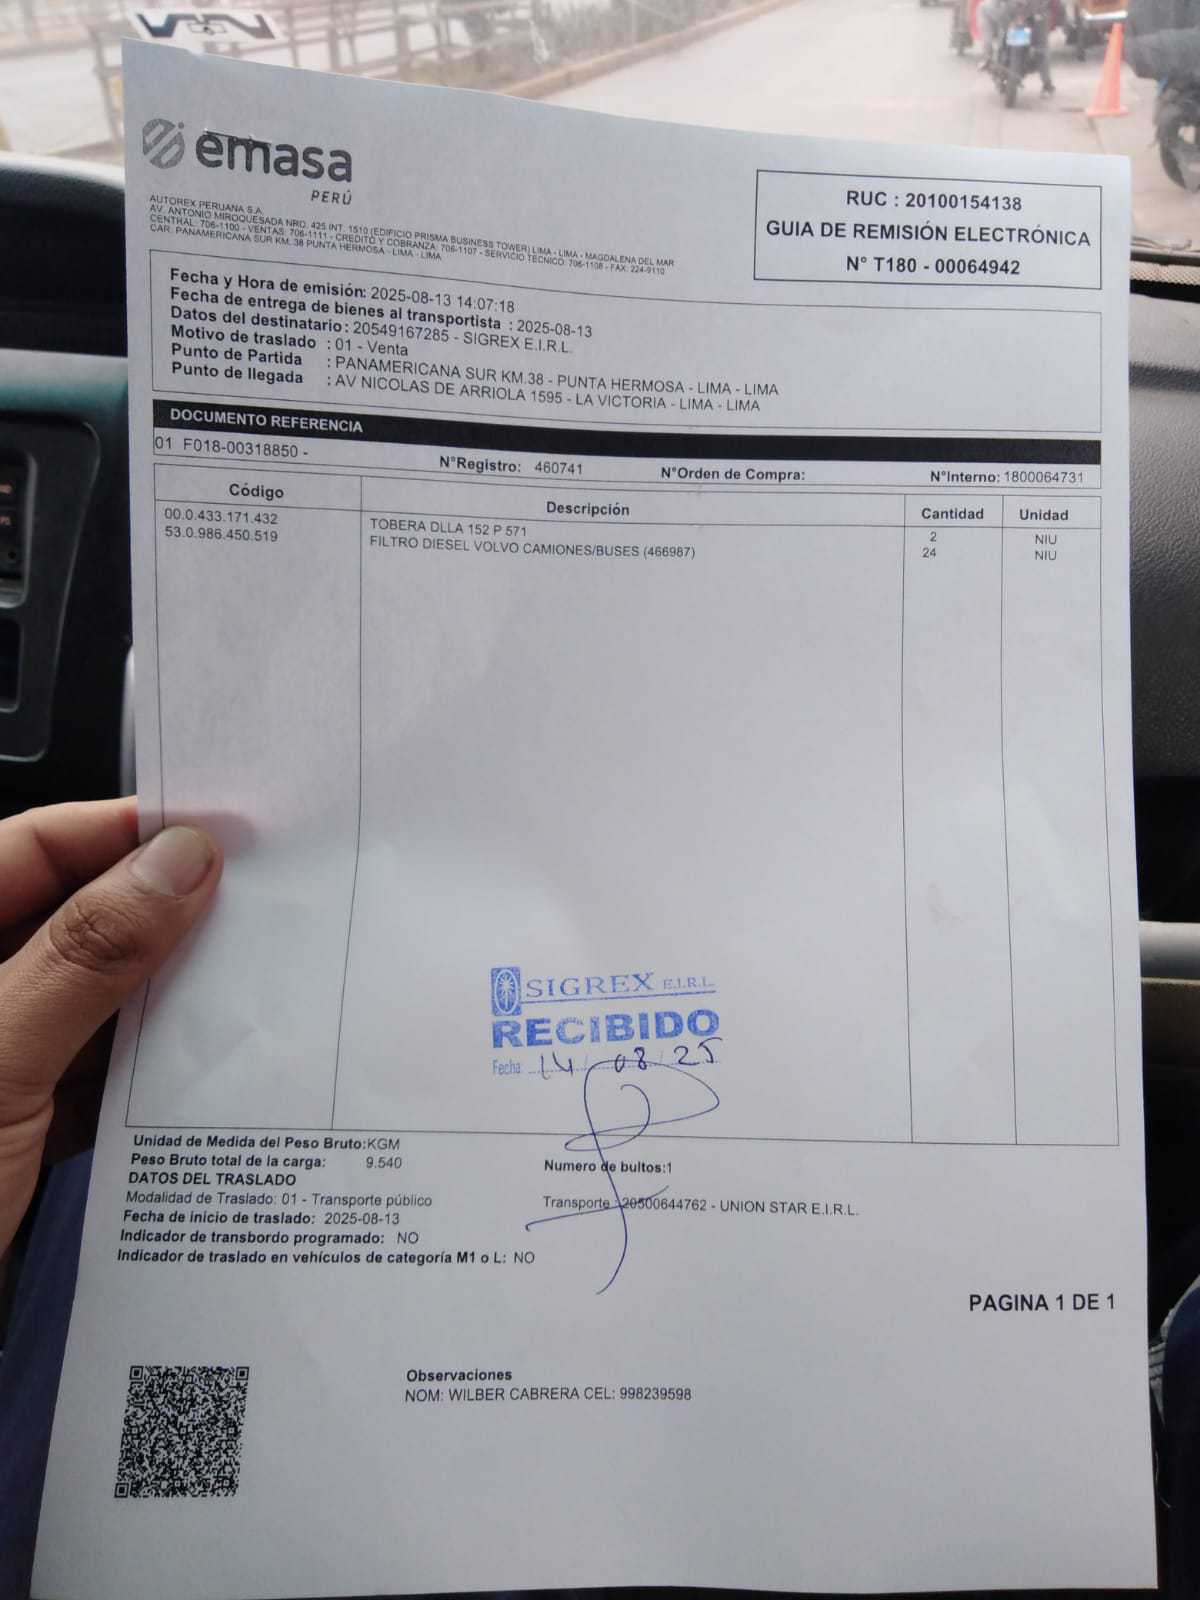 emasa
PERÚ
AUTOREX PERUANA S.A.
AV. ANTONIO MIROQUESADA NRO. 425 INT. 1510 (EDIFICIO PRISMA BUSINESS TOWER) LIMA - LIMA - MAGDALENA DEL MAR
CENTRAL: 706-1100 - VENTAS: 706-1111 - CREDITO Y COBRANZA: 706-1107 - SERVICIO TECNICO: 706-1108 - FAX: 224-9110
CAR. PANAMERICANA SUR KM. 38 PUNTA HERMOSA - LIMA - LIMA
RUC : 20100154138
GUIA DE REMISIÓN ELECTRÓNICA
N° T180 - 00064942
Fecha y Hora de emisión: 2025-08-13 14:07:18
Fecha de entrega de bienes al transportista : 2025-08-13
Datos del destinatario : 20549167285 - SIGREX E.I.R.L.
Motivo de traslado : 01 - Venta
Punto de Partida : PANAMERICANA SUR KM.38 - PUNTA HERMOSA - LIMA - LIMA
Punto de llegada : AV NICOLAS DE ARRIOLA 1595 - LA VICTORIA - LIMA - LIMA
DOCUMENTO REFERENCIA
01 F018-00318850 - N°Registro: 460741 N°Orden de Compra: N°Interno: 1800064731
Código Descripción Cantidad Unidad
00.0.433.171.432 TOBERA DLLA 152 P 571 2 NIU
53.0.986.450.519 FILTRO DIESEL VOLVO CAMIONES/BUSES (466987) 24 NIU
SIGREX E.I.R.L.
RECIBIDO
Fecha: 14/08/25
Unidad de Medida del Peso Bruto:KGM
Peso Bruto total de la carga: 9.540 Numero de bultos:1
DATOS DEL TRASLADO
Modalidad de Traslado: 01 - Transporte público Transporte : 20500644762 - UNION STAR E.I.R.L.
Fecha de inicio de traslado: 2025-08-13
Indicador de transbordo programado: NO
Indicador de traslado en vehículos de categoría M1 o L: NO
PAGINA 1 DE 1
Observaciones
NOM: WILBER CABRERA CEL: 998239598